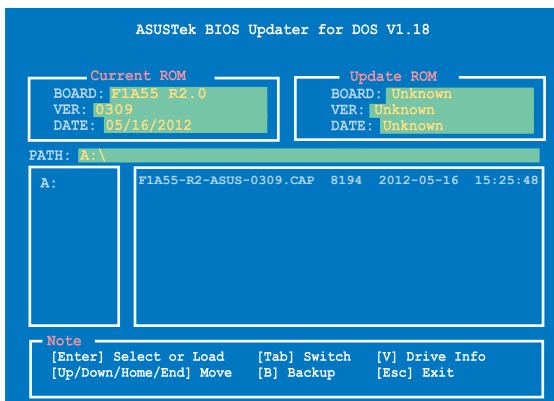 ASUSTek BIOS Updater for DOS V1.18
Current ROM
BOARD: F1A55 R2.0
VER: 0309
DATE: 05/16/2012
Update ROM
BOARD: Unknown
VER: Unknown
DATE: Unknown
PATH: A:\
A:
F1A55-R2-ASUS-0309.CAP 8194 2012-05-16 15:25:48
Note
[Enter] Select or Load [Tab] Switch [V] Drive Info
[Up/Down/Home/End] Move [B] Backup [Esc] Exit